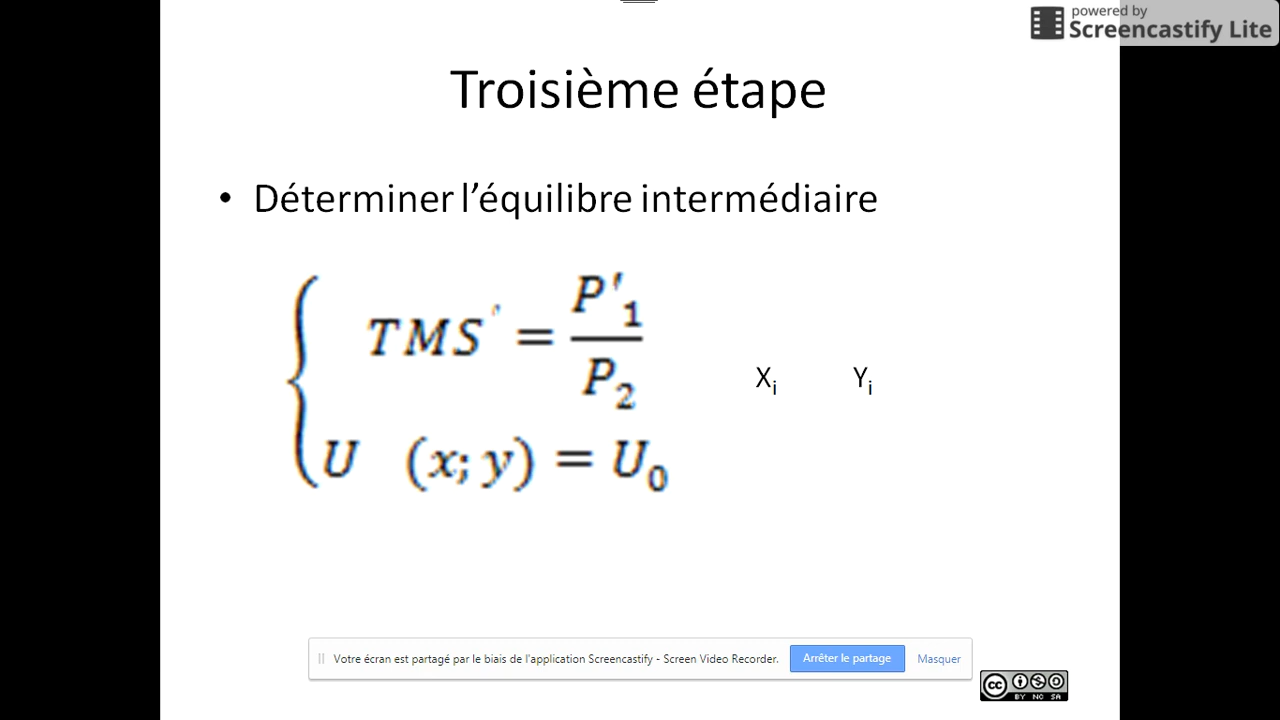 powered by
Screencastify Lite
Troisième étape
• Déterminer l'équilibre intermédiaire
TMS' = P'₁ / P₂
Xᵢ Yᵢ
U (x; y) = U₀
Votre écran est partagé par le biais de l'application Screencastify - Screen Video Recorder. Arrêter le partage Masquer
cc
BY NC SA